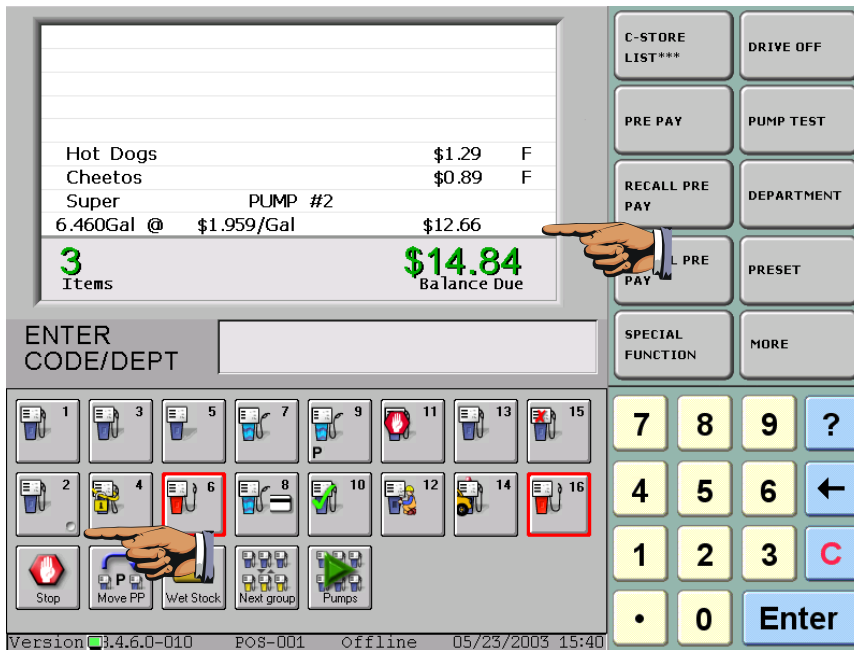 Hot Dogs $1.29 F
Cheetos $0.89 F
Super PUMP #2
6.460Gal @ $1.959/Gal $12.66
3 $14.84
Items Balance Due
ENTER
CODE/DEPT
C-STORE
LIST***
DRIVE OFF
PRE PAY
PUMP TEST
RECALL PRE
PAY
DEPARTMENT
L PRE
PAY
PRESET
SPECIAL
FUNCTION
MORE
1 3 5 7 9 11 13 15
P
2 4 6 8 10 12 14 16
P
Stop Move PP Wet Stock Next group Pumps
7 8 9 ?
4 5 6 ←
1 2 3 C
• 0 Enter
Version 3.4.6.0-010 POS-001 Offline 05/23/2003 15:40